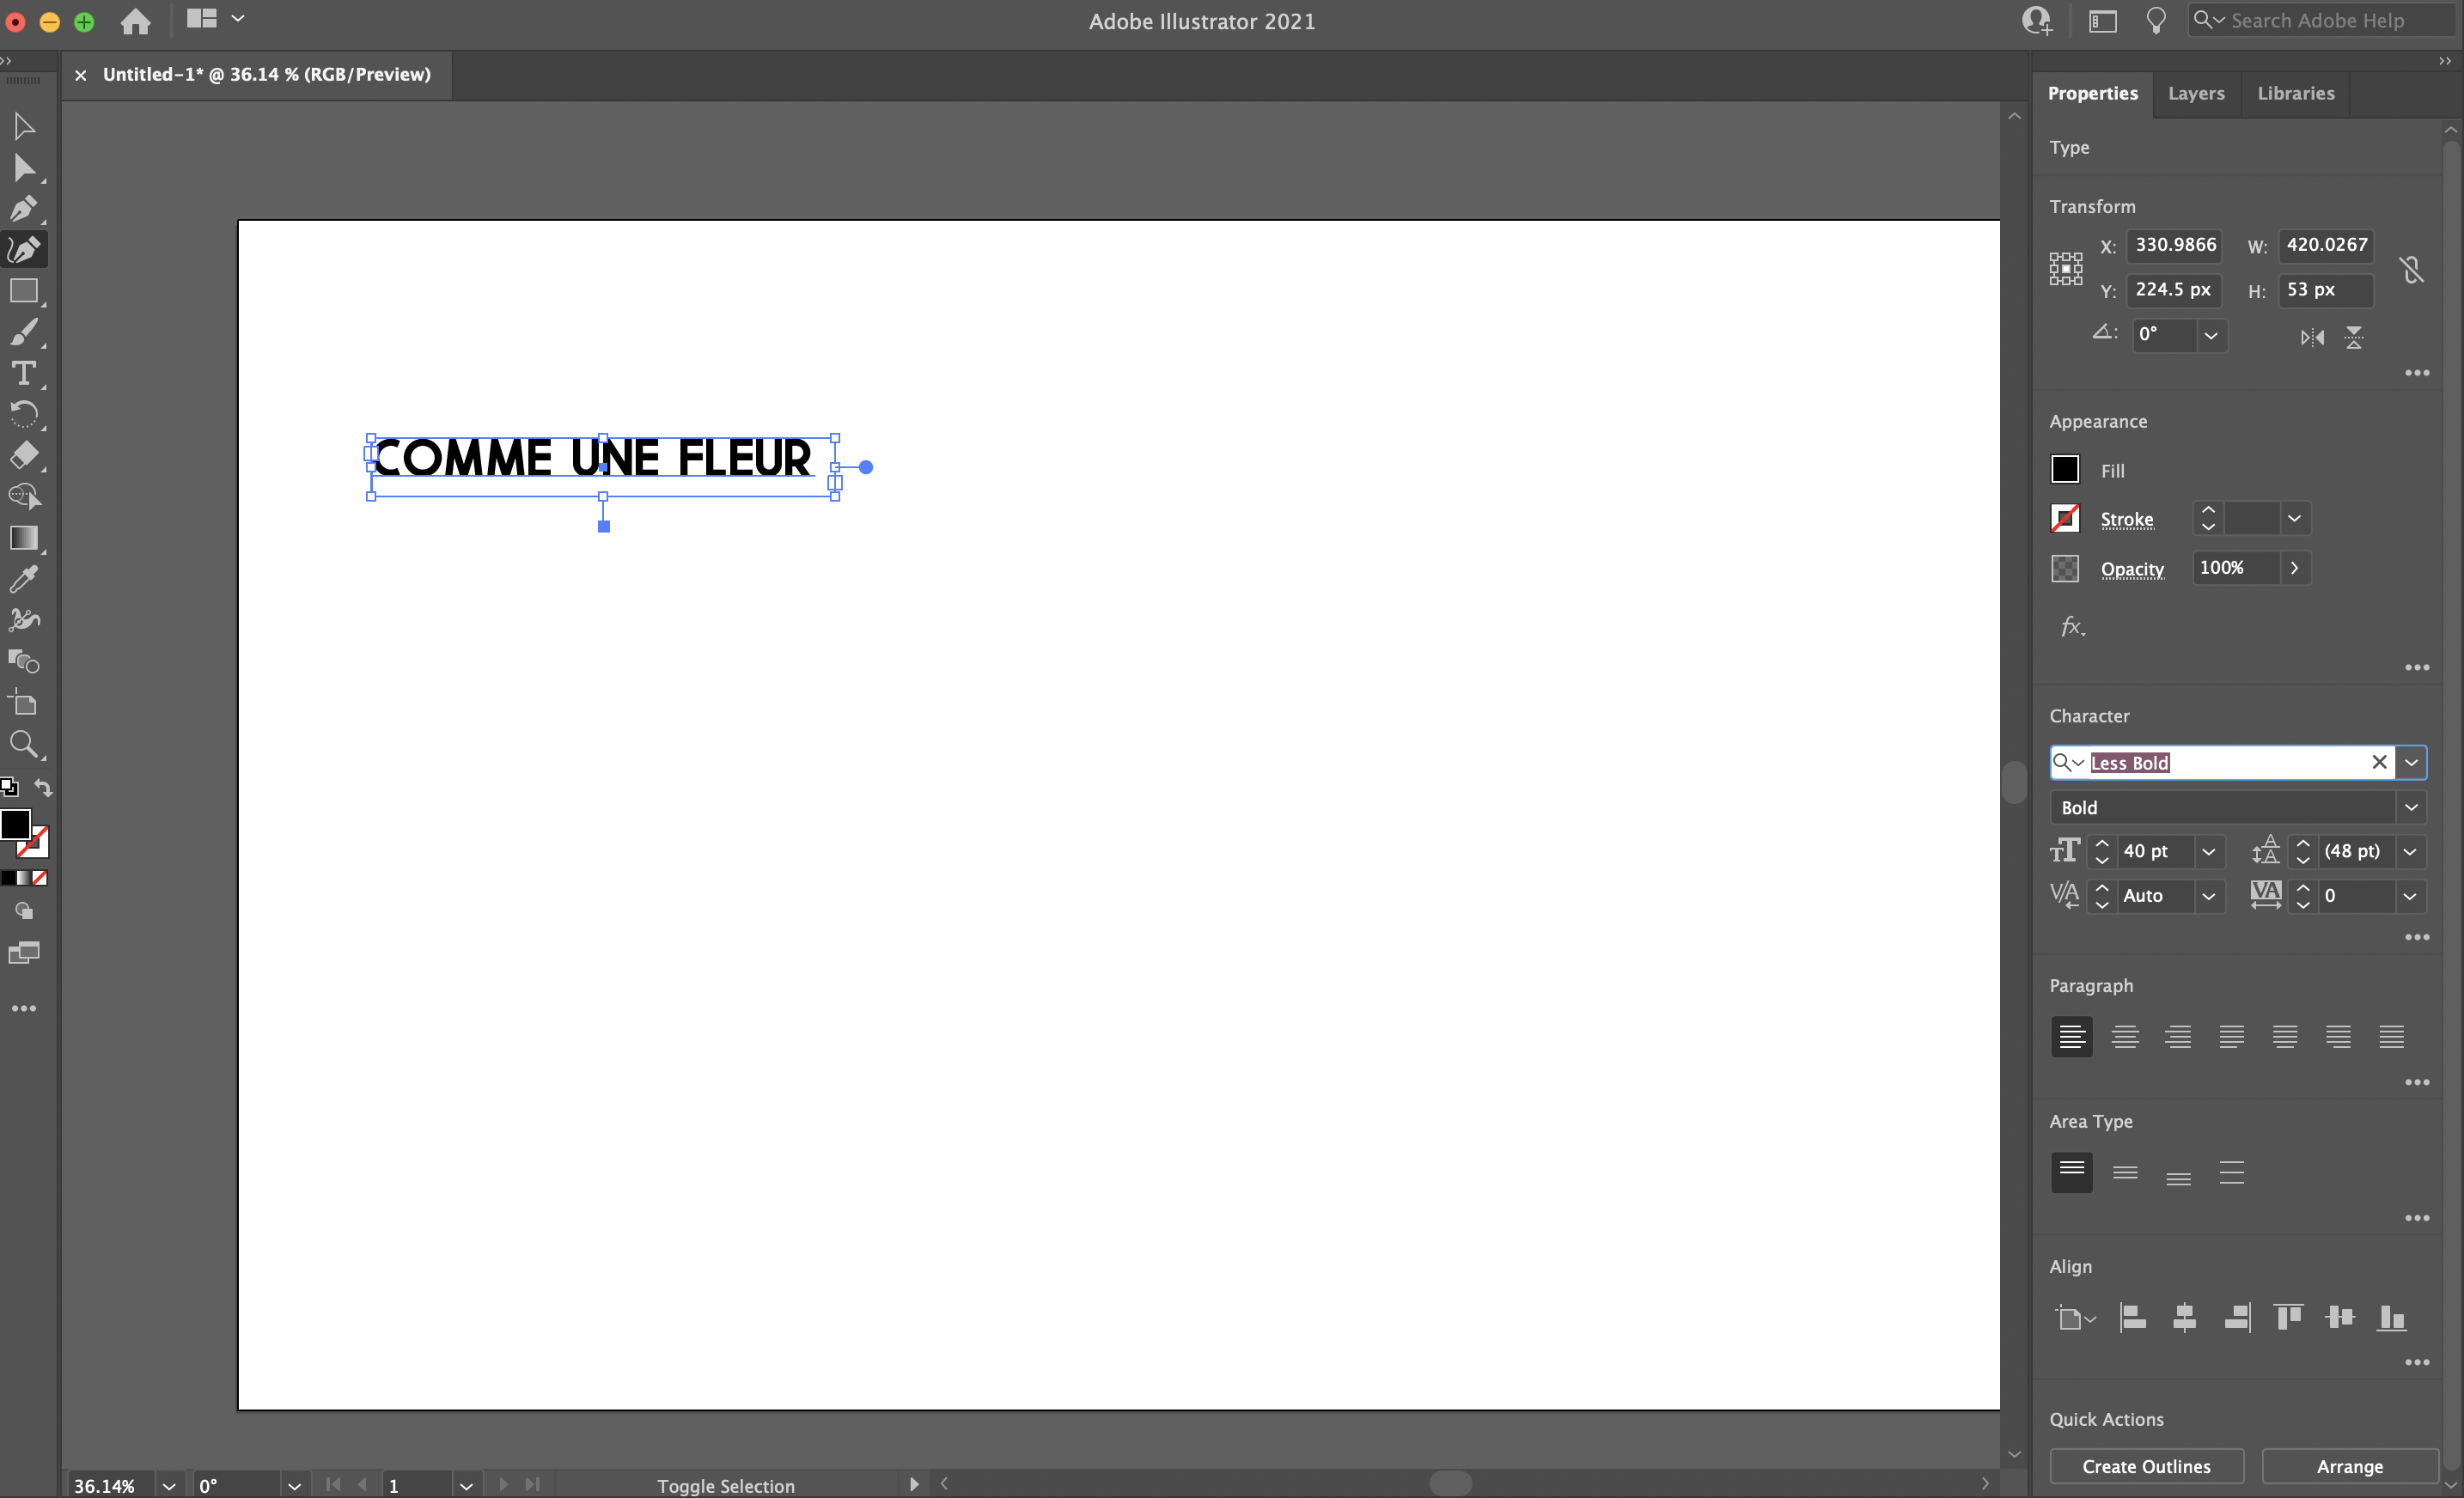 Adobe Illustrator 2021
Search Adobe Help
Untitled-1* @ 36.14 % (RGB/Preview)
Properties Layers Libraries
Type
Transform
X: 330.9866 W: 420.0267
Y: 224.5 px H: 53 px
0°
COMME UNE FLEUR
Appearance
Fill
Stroke
Opacity 100%
fx.
Character
Less Bold
Bold
40 pt (48 pt)
Auto 0
Paragraph
Area Type
Align
Quick Actions
Create Outlines Arrange
36.14% 0° 1 Toggle Selection